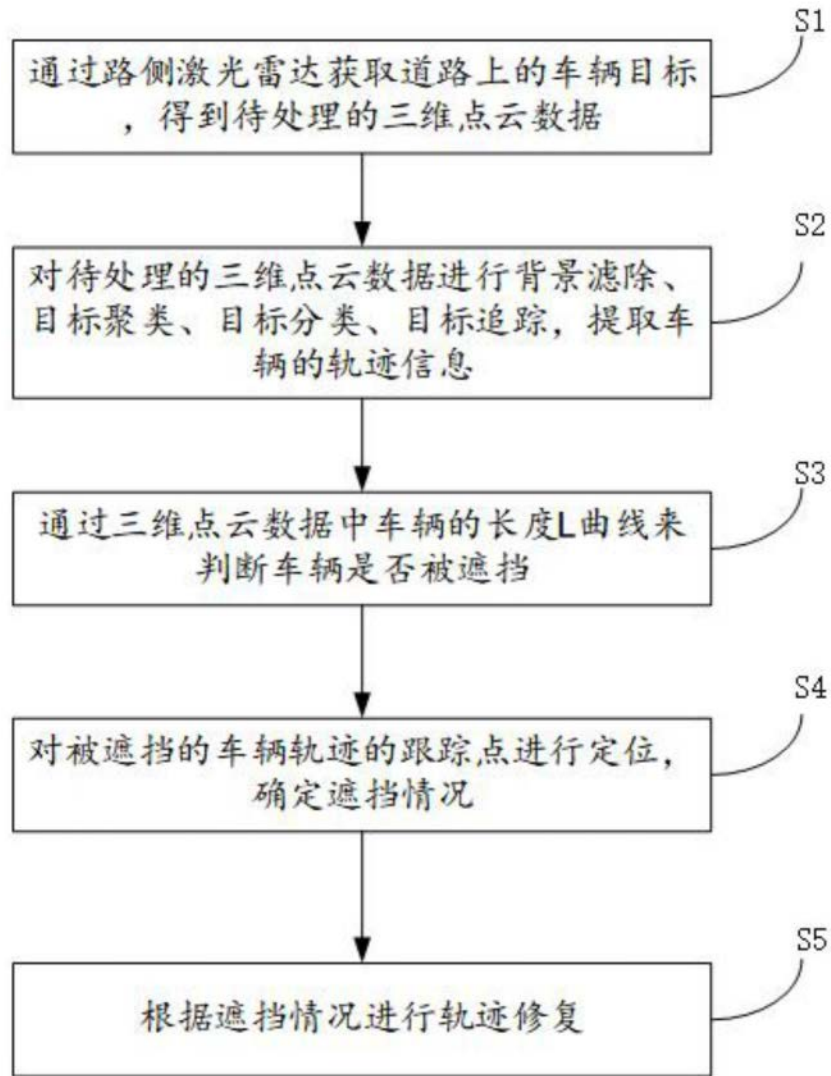 S1
通过路侧激光雷达获取道路上的车辆目标
,得到待处理的三维点云数据
S2
对待处理的三维点云数据进行背景滤除、
目标聚类、目标分类、目标追踪,提取车
辆的轨迹信息
S3
通过三维点云数据中车辆的长度L曲线来
判断车辆是否被遮挡
S4
对被遮挡的车辆轨迹的跟踪点进行定位,
确定遮挡情况
S5
根据遮挡情况进行轨迹修复